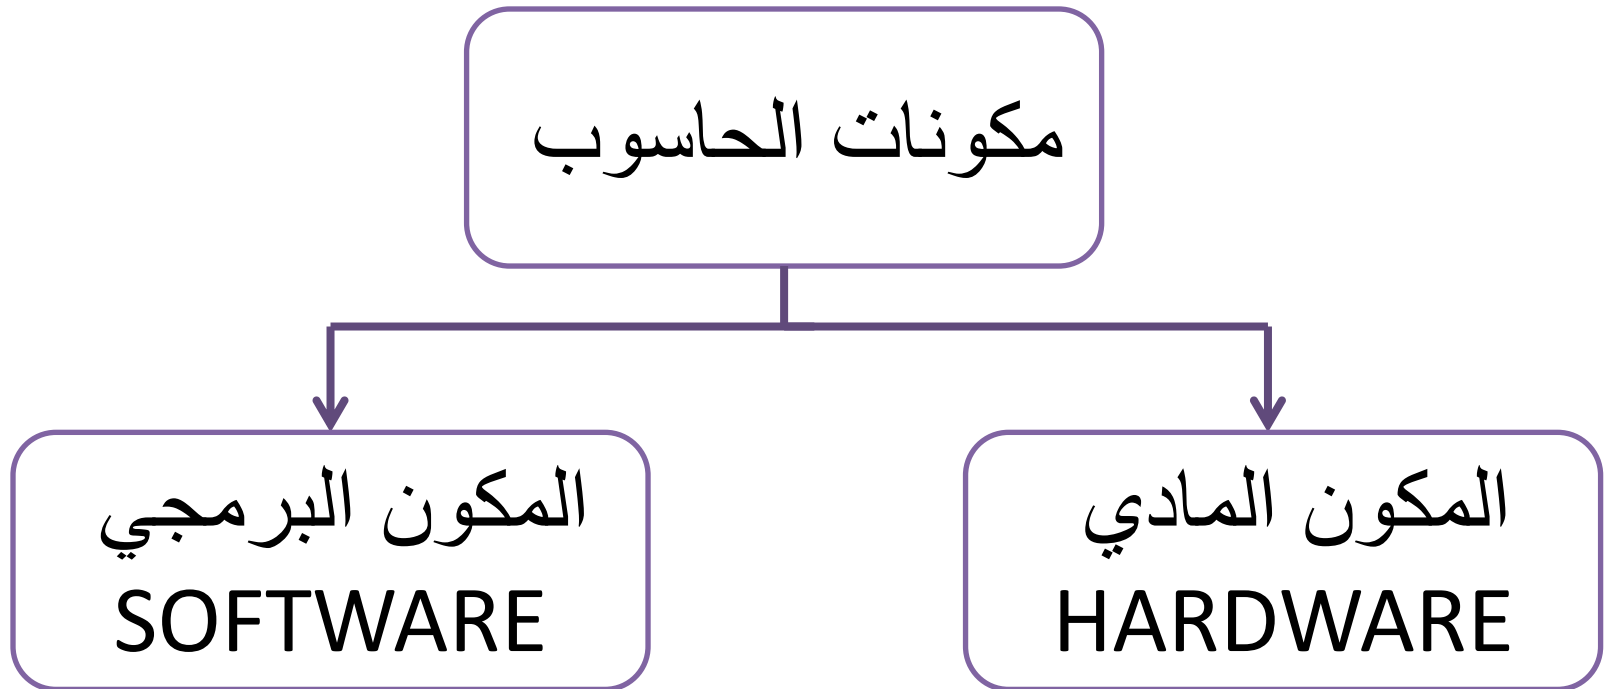 مكونات الحاسوب
المكون المادي
HARDWARE
المكون البرمجي
SOFTWARE